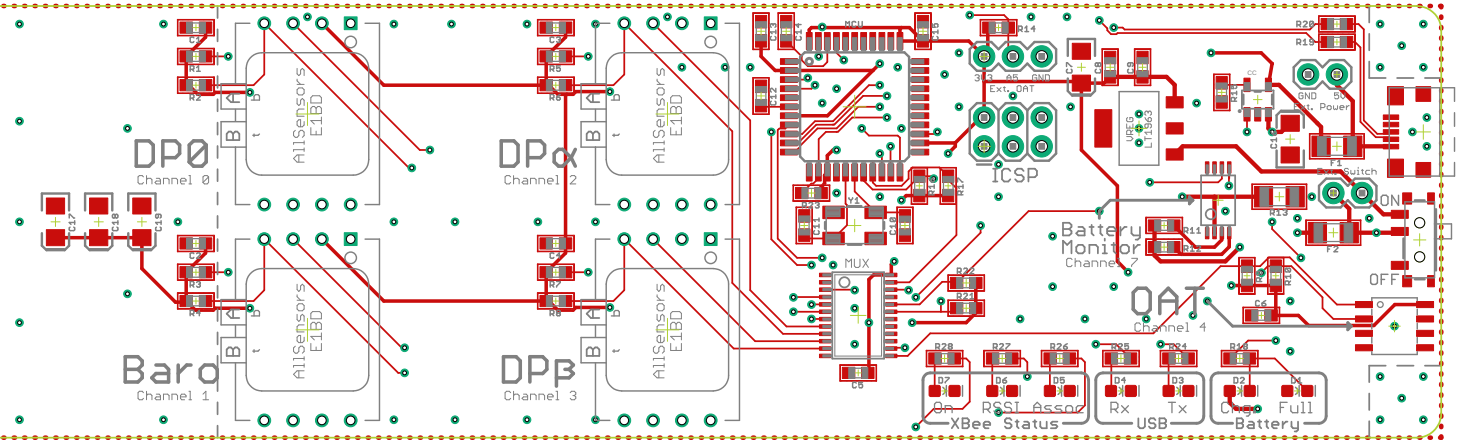 C1
R1
R2
A
B
b
t
AllSensors
E1BD
DP0
Channel 0
C3
R5
R6
A
B
b
t
AllSensors
E1BD
DPα
Channel 2
C17
C18
C19
C2
R3
R4
A
B
b
t
AllSensors
E1BD
Baro
Channel 1
C4
R7
R8
A
B
b
t
AllSensors
E1BD
DPβ
Channel 3
C13
C14
MCU
C15
C12
R23
Y1
C11
C10
R17
MUX
C5
R14
3V3
A5
GND
Ext. OAT
ICSP
C7
C8
C9
VREG
LT1963
R20
R19
GND
5V
Ext. Power
F1
Ext. Switch
R13
F2
ON
OFF
Battery
Monitor
Channel 7
R11
R12
R22
R21
OAT
Channel 4
C6
R28
R27
R26
R25
R24
D7
D6
D5
D4
D3
D2
D1
On
RSSI
Assoc
Rx
Tx
Chg
Full
XBee Status
USB
Battery